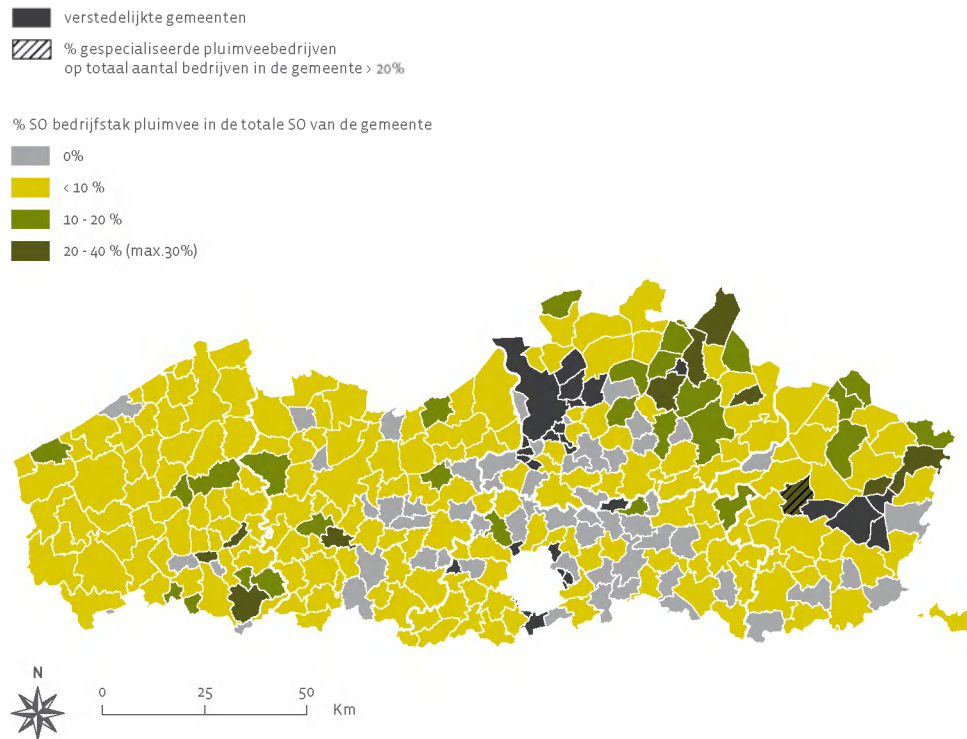 verstedelijkte gemeenten
% gespecialiseerde pluimveebedrijven
op totaal aantal bedrijven in de gemeente > 20%
% SO bedrijfstak pluimvee in de totale SO van de gemeente
0%
< 10 %
10 - 20 %
20 - 40 % (max.30%)
N
0 25 50
Km